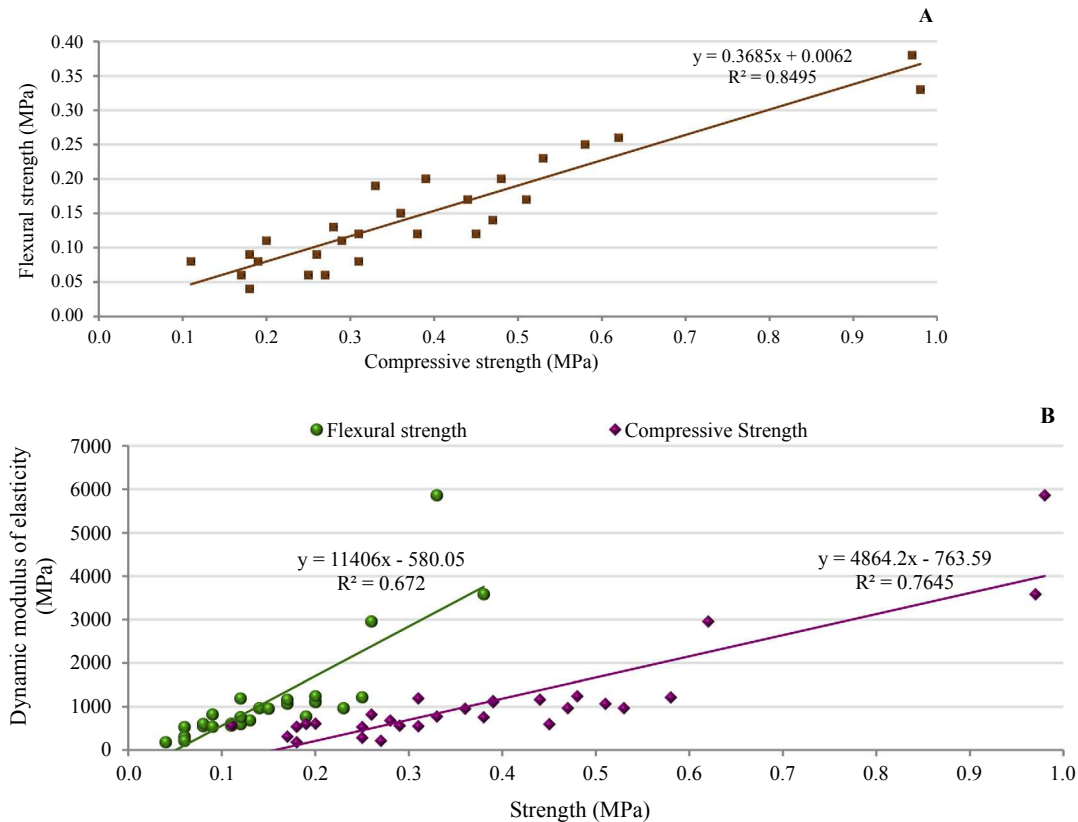 A
0.40
0.35
0.30
0.25
0.20
0.15
0.10
0.05
0.00
Flexural strength (MPa)
y = 0.3685x + 0.0062
R² = 0.8495
0.0 0.1 0.2 0.3 0.4 0.5 0.6 0.7 0.8 0.9 1.0
Compressive strength (MPa)
B
Flexural strength Compressive Strength
7000
6000
5000
4000
3000
2000
1000
0
Dynamic modulus of elasticity
(MPa)
y = 11406x - 580.05
R² = 0.672
y = 4864.2x - 763.59
R² = 0.7645
0.0 0.1 0.2 0.3 0.4 0.5 0.6 0.7 0.8 0.9 1.0
Strength (MPa)